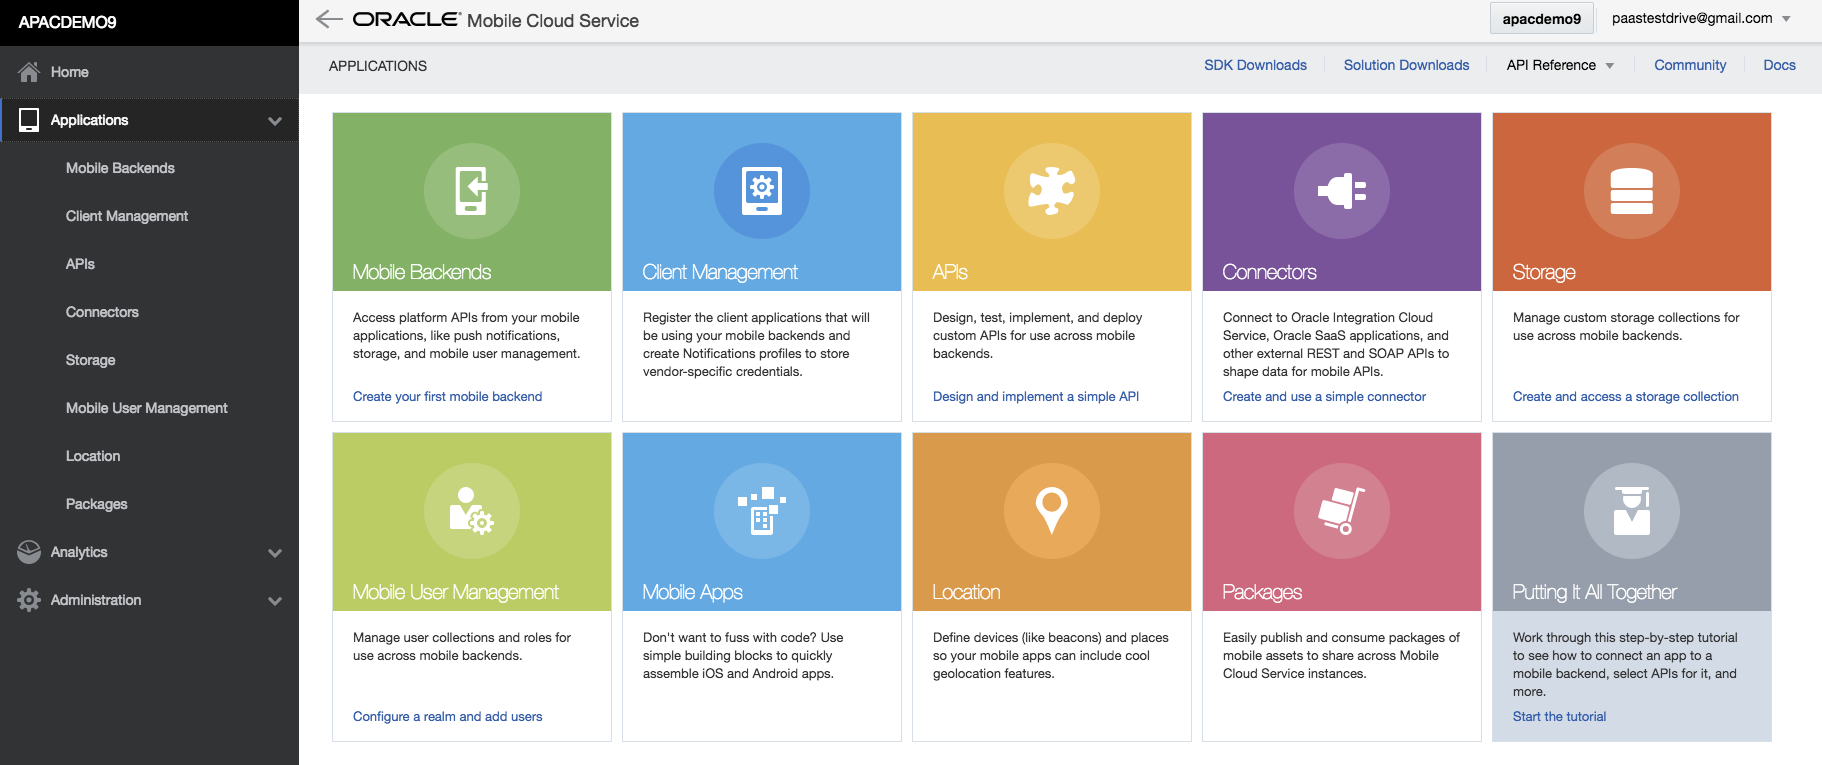 APACDEMO9
Home
Applications
Mobile Backends
Client Management
APIs
Connectors
Storage
Mobile User Management
Location
Packages
Analytics
Administration
ORACLE® Mobile Cloud Service
apacdemo9
paastestdrive@gmail.com
APPLICATIONS
SDK Downloads
Solution Downloads
API Reference
Community
Docs
Mobile Backends
Access platform APIs from your mobile
applications, like push notifications,
storage, and mobile user management.
Create your first mobile backend
Client Management
Register the client applications that will
be using your mobile backends and
create Notifications profiles to store
vendor-specific credentials.
APIs
Design, test, implement, and deploy
custom APIs for use across mobile
backends.
Design and implement a simple API
Connectors
Connect to Oracle Integration Cloud
Service, Oracle SaaS applications, and
other external REST and SOAP APIs to
shape data for mobile APIs.
Create and use a simple connector
Storage
Manage custom storage collections for
use across mobile backends.
Create and access a storage collection
Mobile User Management
Manage user collections and roles for
use across mobile backends.
Configure a realm and add users
Mobile Apps
Don't want to fuss with code? Use
simple building blocks to quickly
assemble iOS and Android apps.
Location
Define devices (like beacons) and places
so your mobile apps can include cool
geolocation features.
Packages
Easily publish and consume packages of
mobile assets to share across Mobile
Cloud Service instances.
Putting It All Together
Work through this step-by-step tutorial
to see how to connect an app to a
mobile backend, select APIs for it, and
more.
Start the tutorial